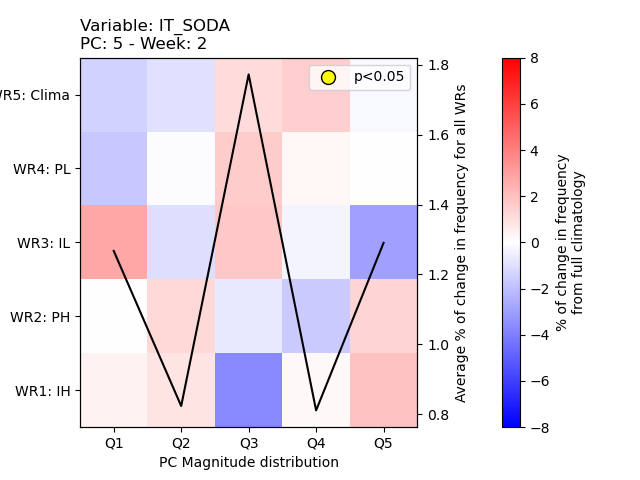 Variable: IT_SODA
PC: 5 - Week: 2
p<0.05
WR5: Clima
WR4: PL
WR3: IL
WR2: PH
WR1: IH
Q1 Q2 Q3 Q4 Q5
PC Magnitude distribution
1.8
1.6
1.4
1.2
1.0
0.8
Average % of change in frequency for all WRs
8
6
4
2
0
−2
−4
−6
−8
% of change in frequency
from full climatology